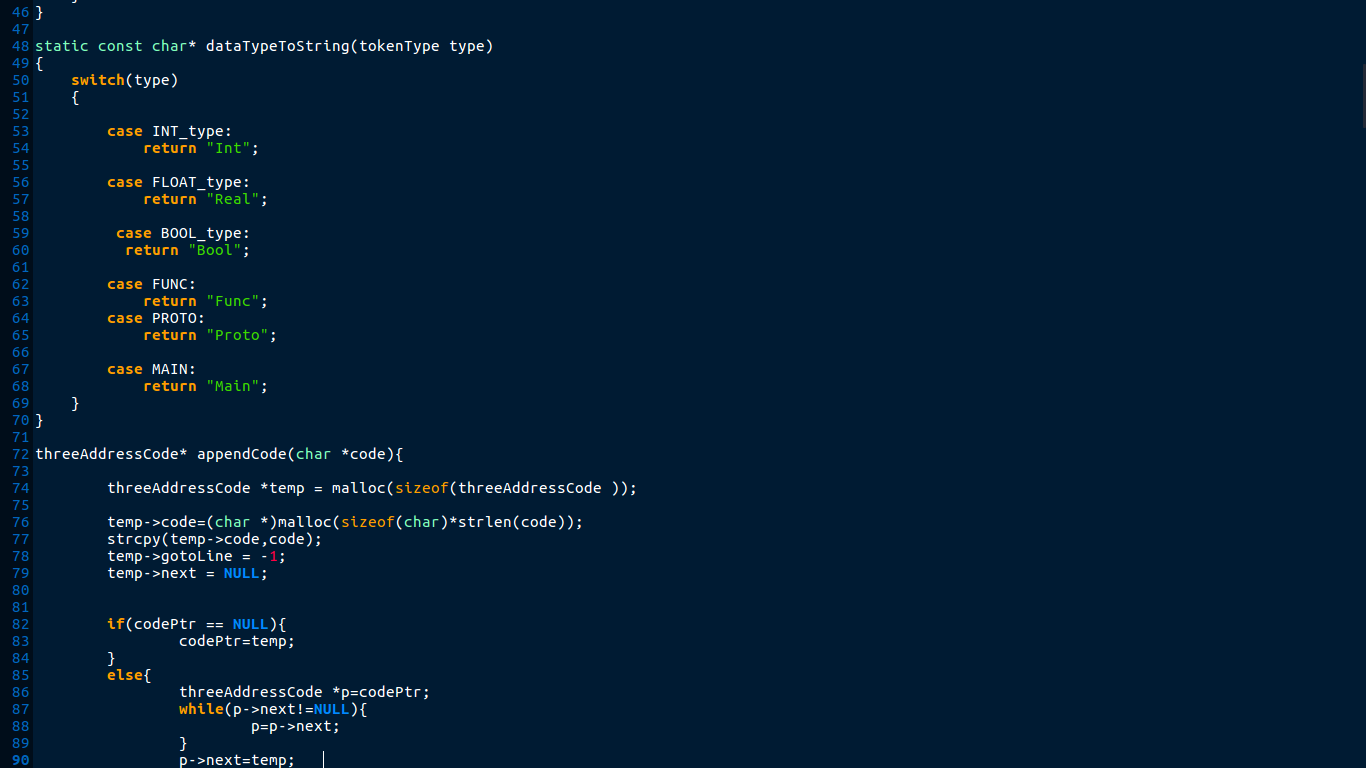 46 }
47
48 static const char* dataTypeToString(tokenType type)
49 {
50     switch(type)
51     {
52
53         case INT_type:
54             return "Int";
55
56         case FLOAT_type:
57             return "Real";
58
59          case BOOL_type:
60           return "Bool";
61
62         case FUNC:
63             return "Func";
64         case PROTO:
65             return "Proto";
66
67         case MAIN:
68             return "Main";
69     }
70 }
71
72 threeAddressCode* appendCode(char *code){
73
74         threeAddressCode *temp = malloc(sizeof(threeAddressCode ));
75
76         temp->code=(char *)malloc(sizeof(char)*strlen(code));
77         strcpy(temp->code,code);
78         temp->gotoLine = -1;
79         temp->next = NULL;
80
81
82         if(codePtr == NULL){
83                 codePtr=temp;
84         }
85         else{
86                 threeAddressCode *p=codePtr;
87                 while(p->next!=NULL){
88                         p=p->next;
89                 }
90                 p->next=temp;